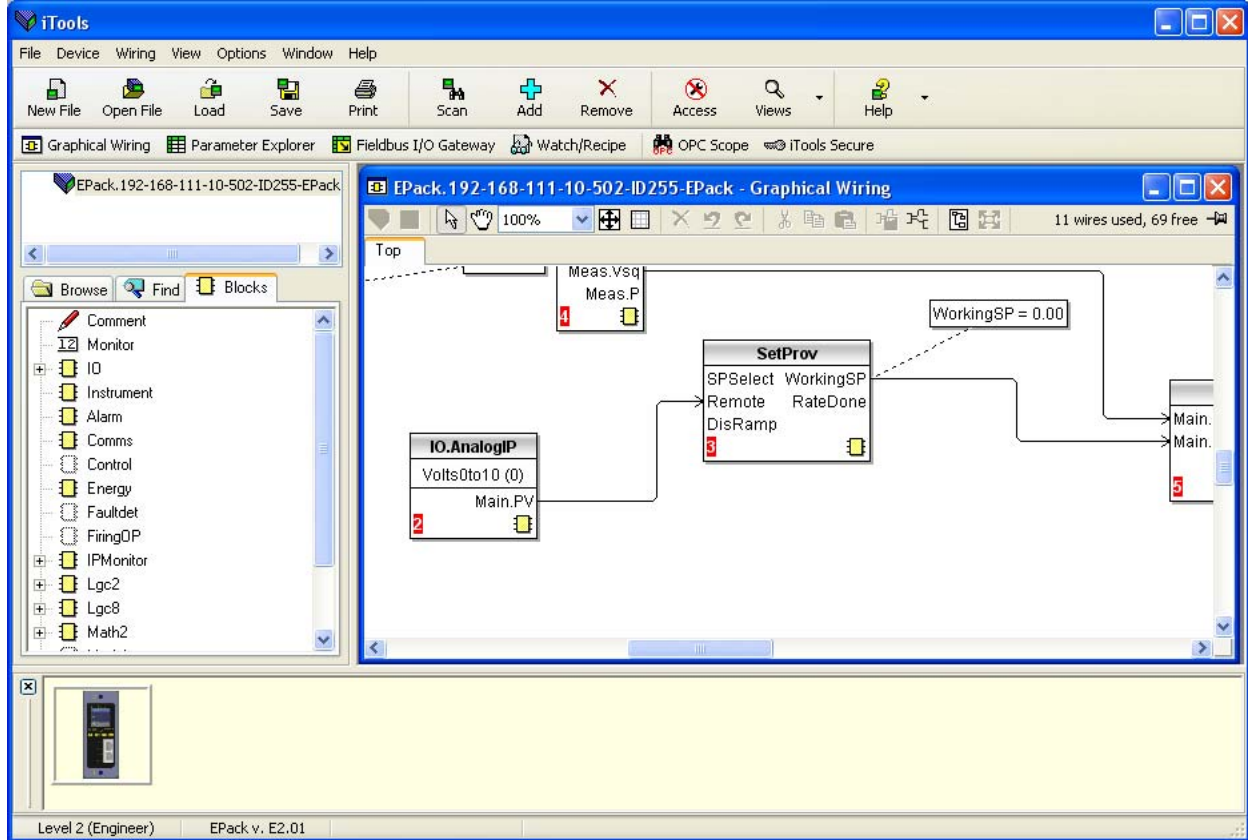 iTools
File Device Wiring View Options Window Help
New File Open File Load Save Print Scan Add Remove Access Views Help
Graphical Wiring Parameter Explorer Fieldbus I/O Gateway Watch/Recipe OPC Scope iTools Secure
EPack.192-168-111-10-502-ID255-EPack
EPack.192-168-111-10-502-ID255-EPack - Graphical Wiring
100% 11 wires used, 69 free
Top
Browse Find Blocks
Comment
12 Monitor
IO
Instrument
Alarm
Comms
Control
Energy
Faultdet
FiringOP
IPMonitor
Lgc2
Lgc8
Math2
Meas.Vsq
Meas.P
4
WorkingSP = 0.00
SetProv
SPSelect WorkingSP
Remote RateDone
DisRamp
3
IO.AnalogIP
Volts0to10 (0)
Main.PV
2
Main.
Main.
5
Level 2 (Engineer) EPack v. E2.01